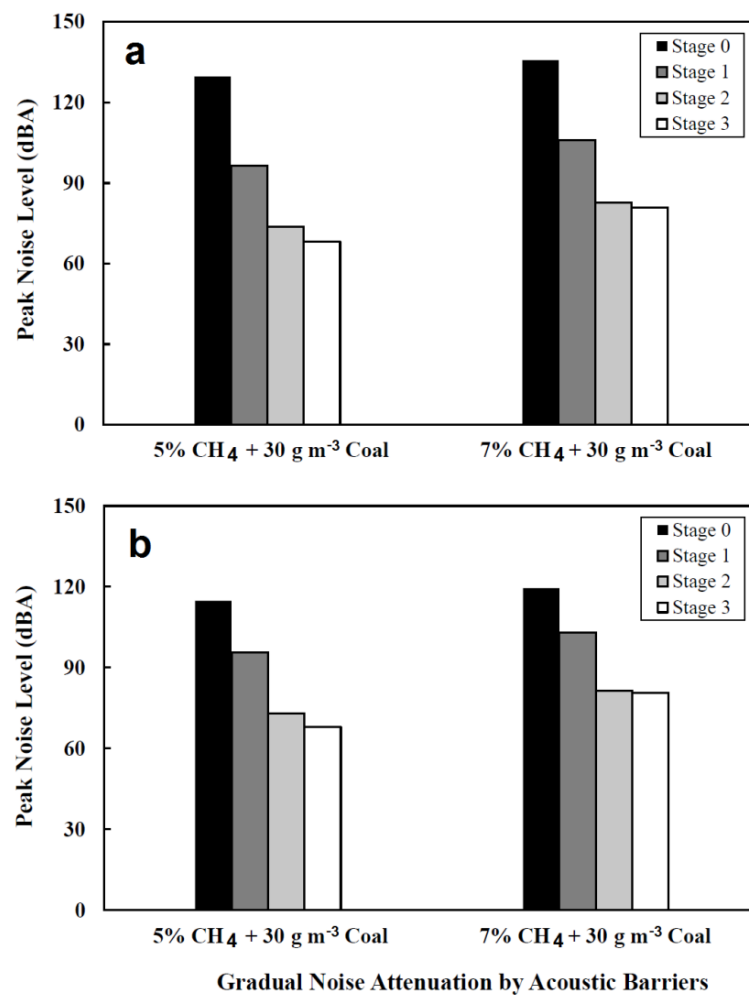 a
150
120
90
60
30
0
Peak Noise Level (dBA)
Stage 0
Stage 1
Stage 2
Stage 3
5% CH₄ + 30 g m⁻³ Coal
7% CH₄ + 30 g m⁻³ Coal
b
150
120
90
60
30
0
Peak Noise Level (dBA)
Stage 0
Stage 1
Stage 2
Stage 3
5% CH₄ + 30 g m⁻³ Coal
7% CH₄ + 30 g m⁻³ Coal
Gradual Noise Attenuation by Acoustic Barriers